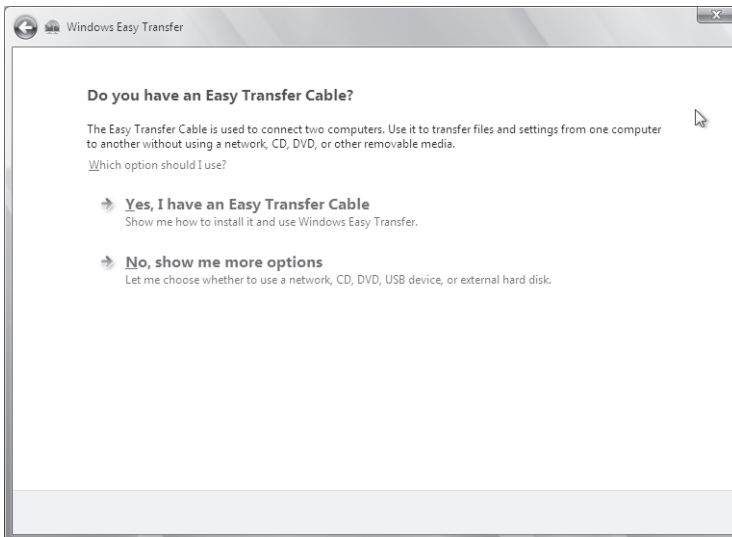 Windows Easy Transfer
Do you have an Easy Transfer Cable?
The Easy Transfer Cable is used to connect two computers. Use it to transfer files and settings from one computer
to another without using a network, CD, DVD, or other removable media.
Which option should I use?
Yes, I have an Easy Transfer Cable
Show me how to install it and use Windows Easy Transfer.
No, show me more options
Let me choose whether to use a network, CD, DVD, USB device, or external hard disk.